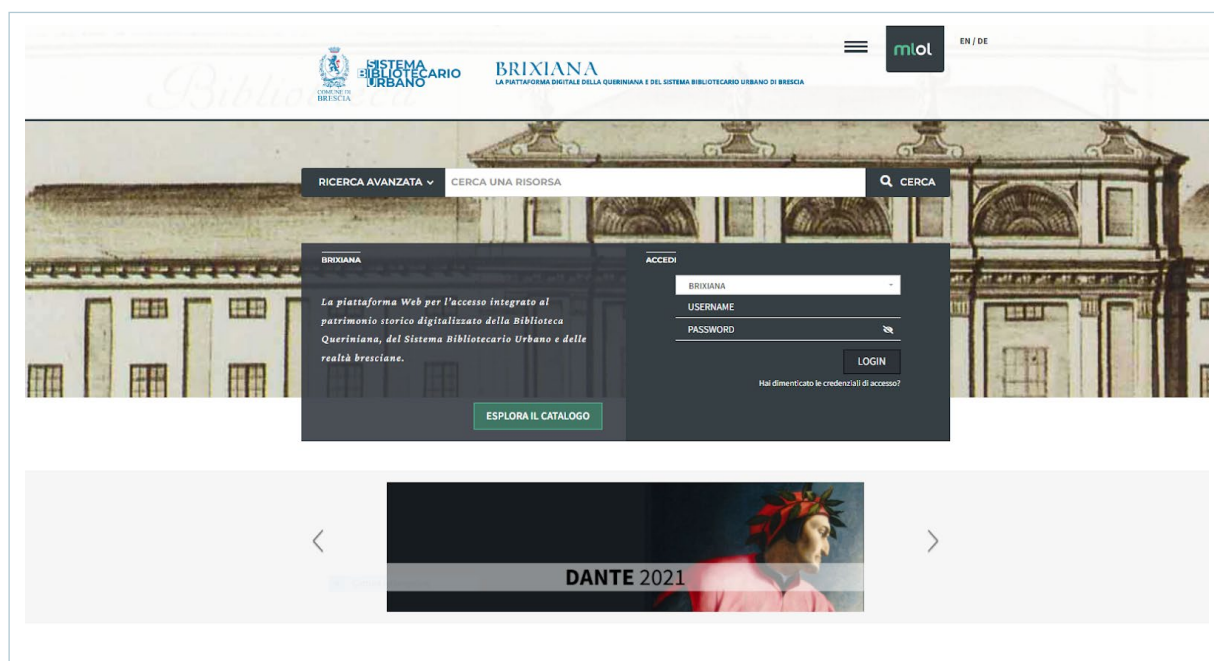 Biblioteca
COMUNE DI
BRESCIA
SISTEMA
BIBLIOTECARIO
URBANO
BRIXIANA
LA PIATTAFORMA DIGITALE DELLA QUERINIANA E DEL SISTEMA BIBLIOTECARIO URBANO DI BRESCIA
mlol
EN / DE
RICERCA AVANZATA
CERCA UNA RISORSA
CERCA
BRIXIANA
La piattaforma Web per l'accesso integrato al
patrimonio storico digitalizzato della Biblioteca
Queriniana, del Sistema Bibliotecario Urbano e delle
realtà bresciane.
ESPLORA IL CATALOGO
ACCEDI
BRIXIANA
USERNAME
PASSWORD
LOGIN
Hai dimenticato le credenziali di accesso?
DANTE 2021